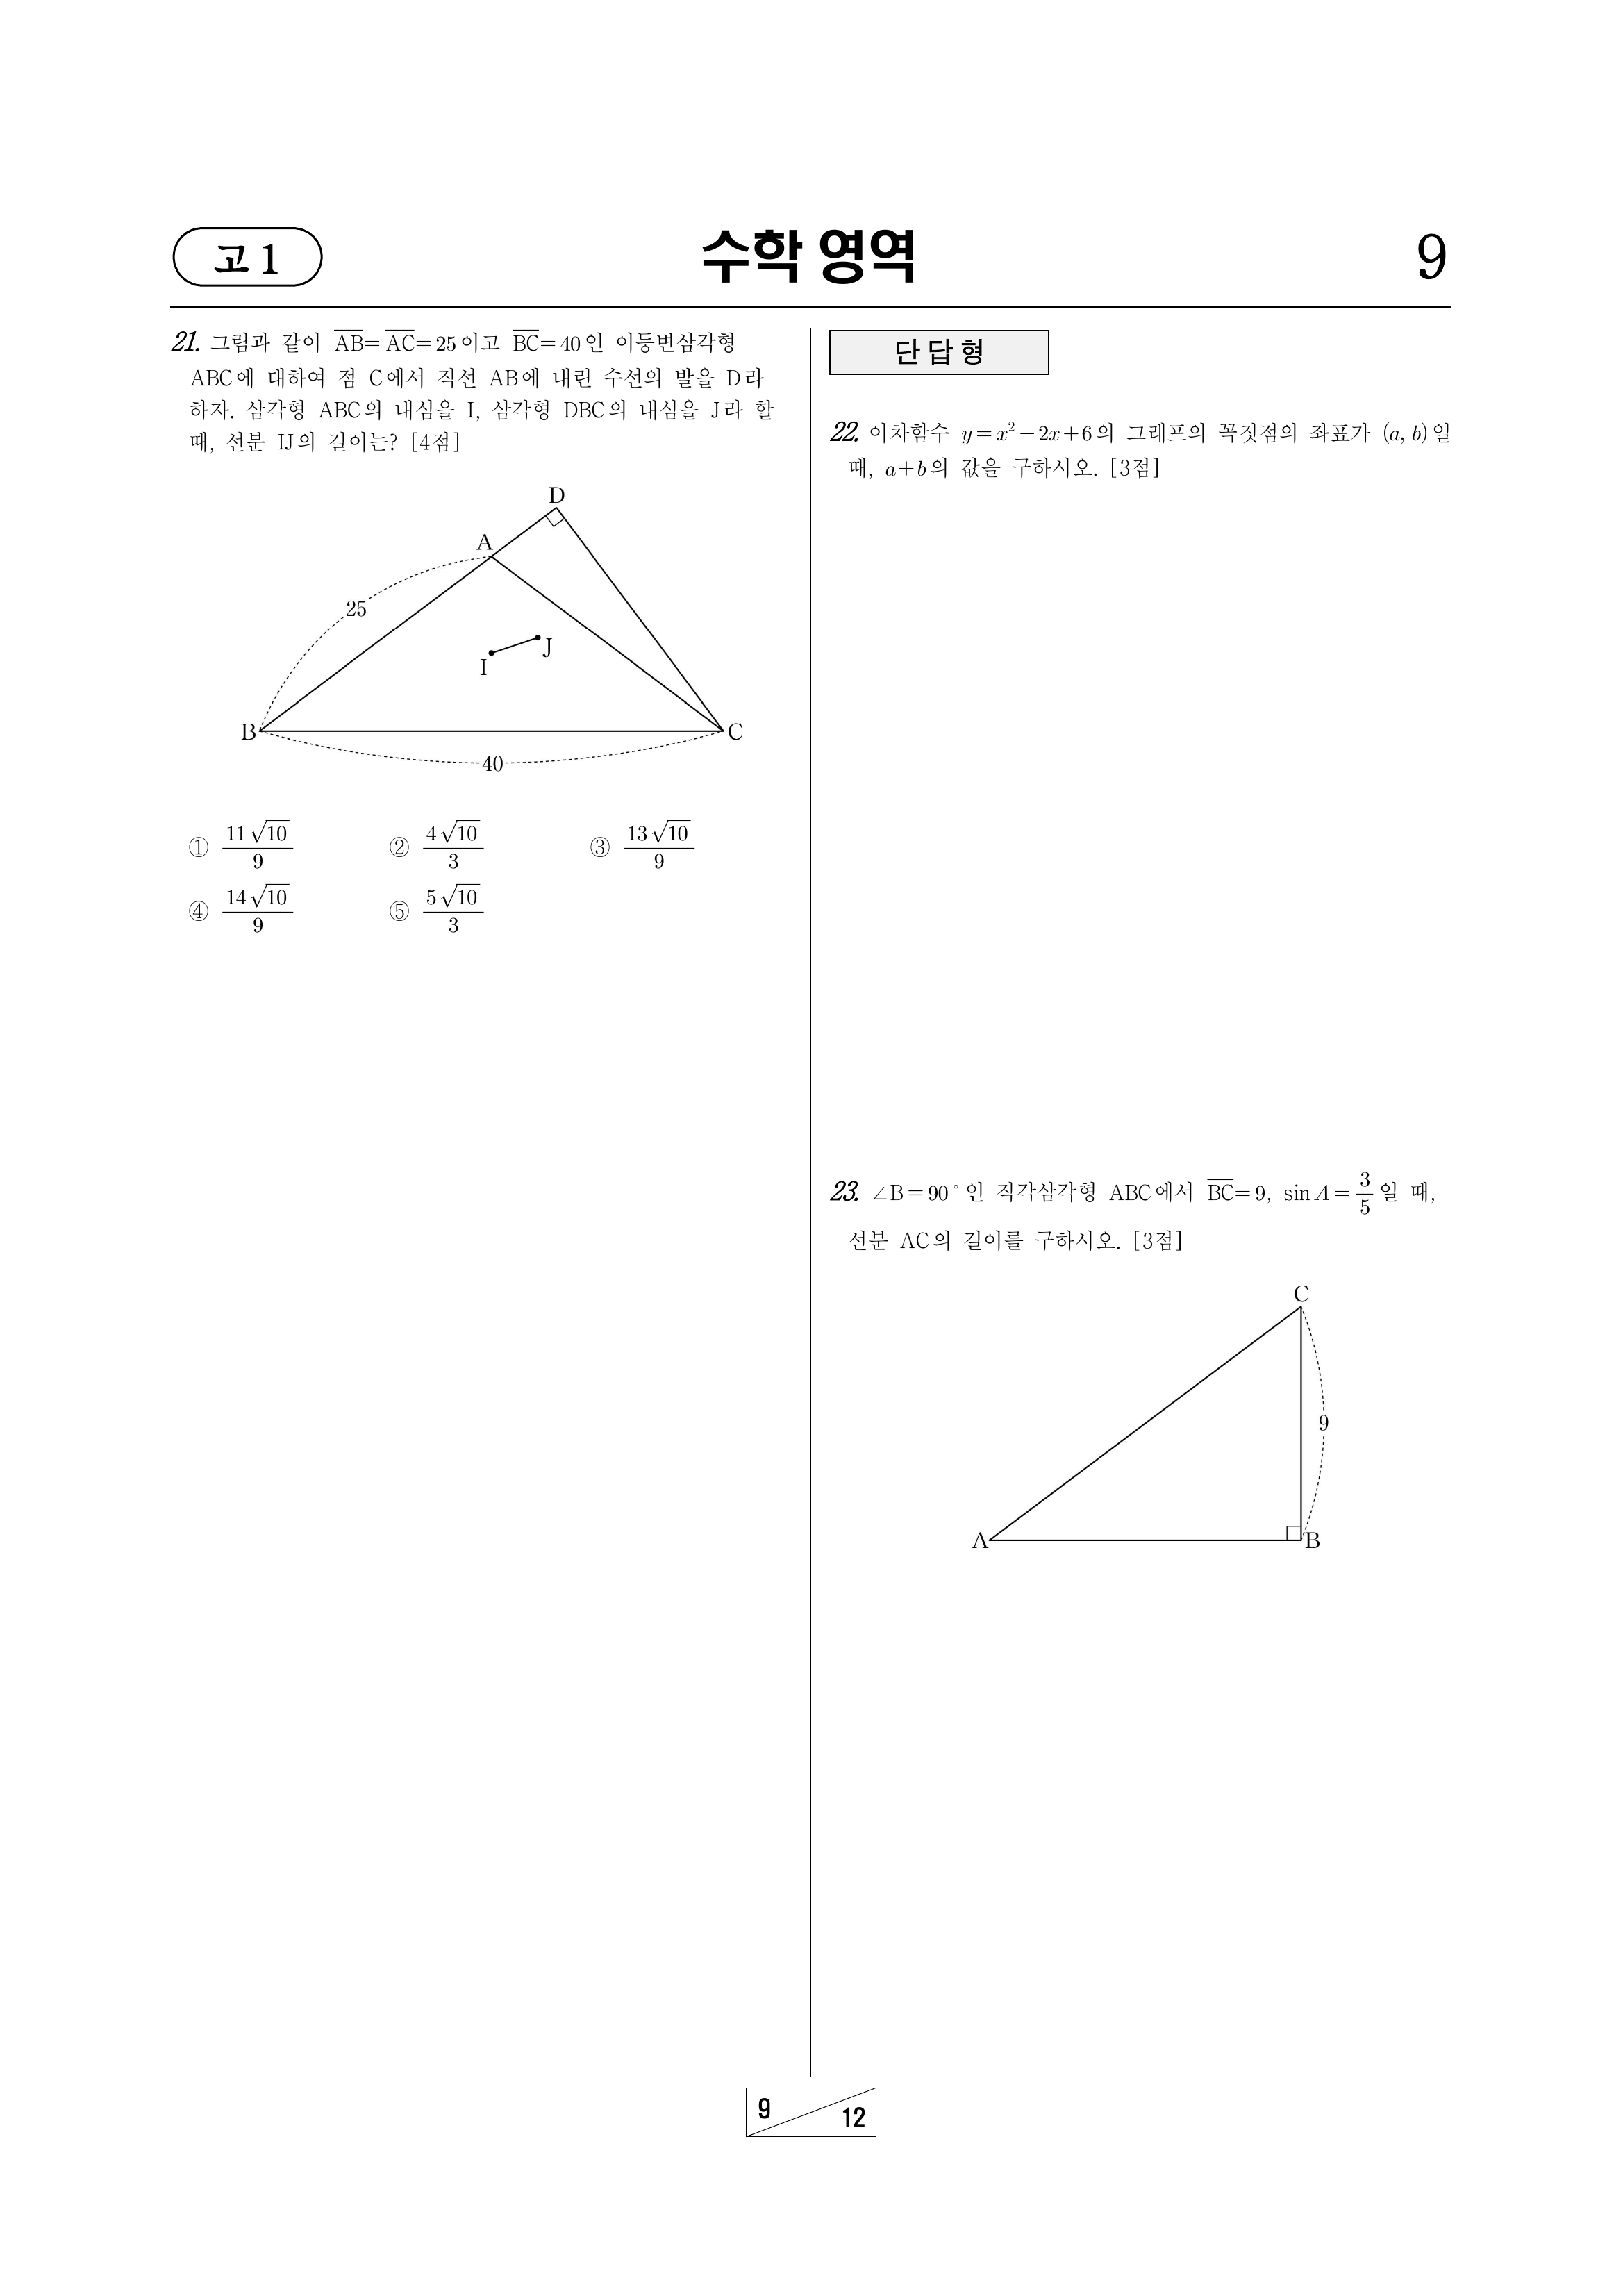 고 1
수학 영역
9
21. 그림과 같이 $\overline{AB}=\overline{AC}=25$이고 $\overline{BC}=40$인 이등변삼각형
ABC에 대하여 점 C에서 직선 AB에 내린 수선의 발을 D라
하자. 삼각형 ABC의 내심을 I, 삼각형 DBC의 내심을 J라 할
때, 선분 IJ의 길이는? [4점]
D
A
25
J
I
B
C
40
① $\frac{11\sqrt{10}}{9}$ ② $\frac{4\sqrt{10}}{3}$ ③ $\frac{13\sqrt{10}}{9}$
④ $\frac{14\sqrt{10}}{9}$ ⑤ $\frac{5\sqrt{10}}{3}$
단 답 형
22. 이차함수 $y=x^2-2x+6$의 그래프의 꼭짓점의 좌표가 $(a, b)$일
때, $a+b$의 값을 구하시오. [3점]
23. ∠B=90°인 직각삼각형 ABC에서 $\overline{BC}=9$, $\sin A=\frac{3}{5}$일 때,
선분 AC의 길이를 구하시오. [3점]
C
9
A
B
9
12